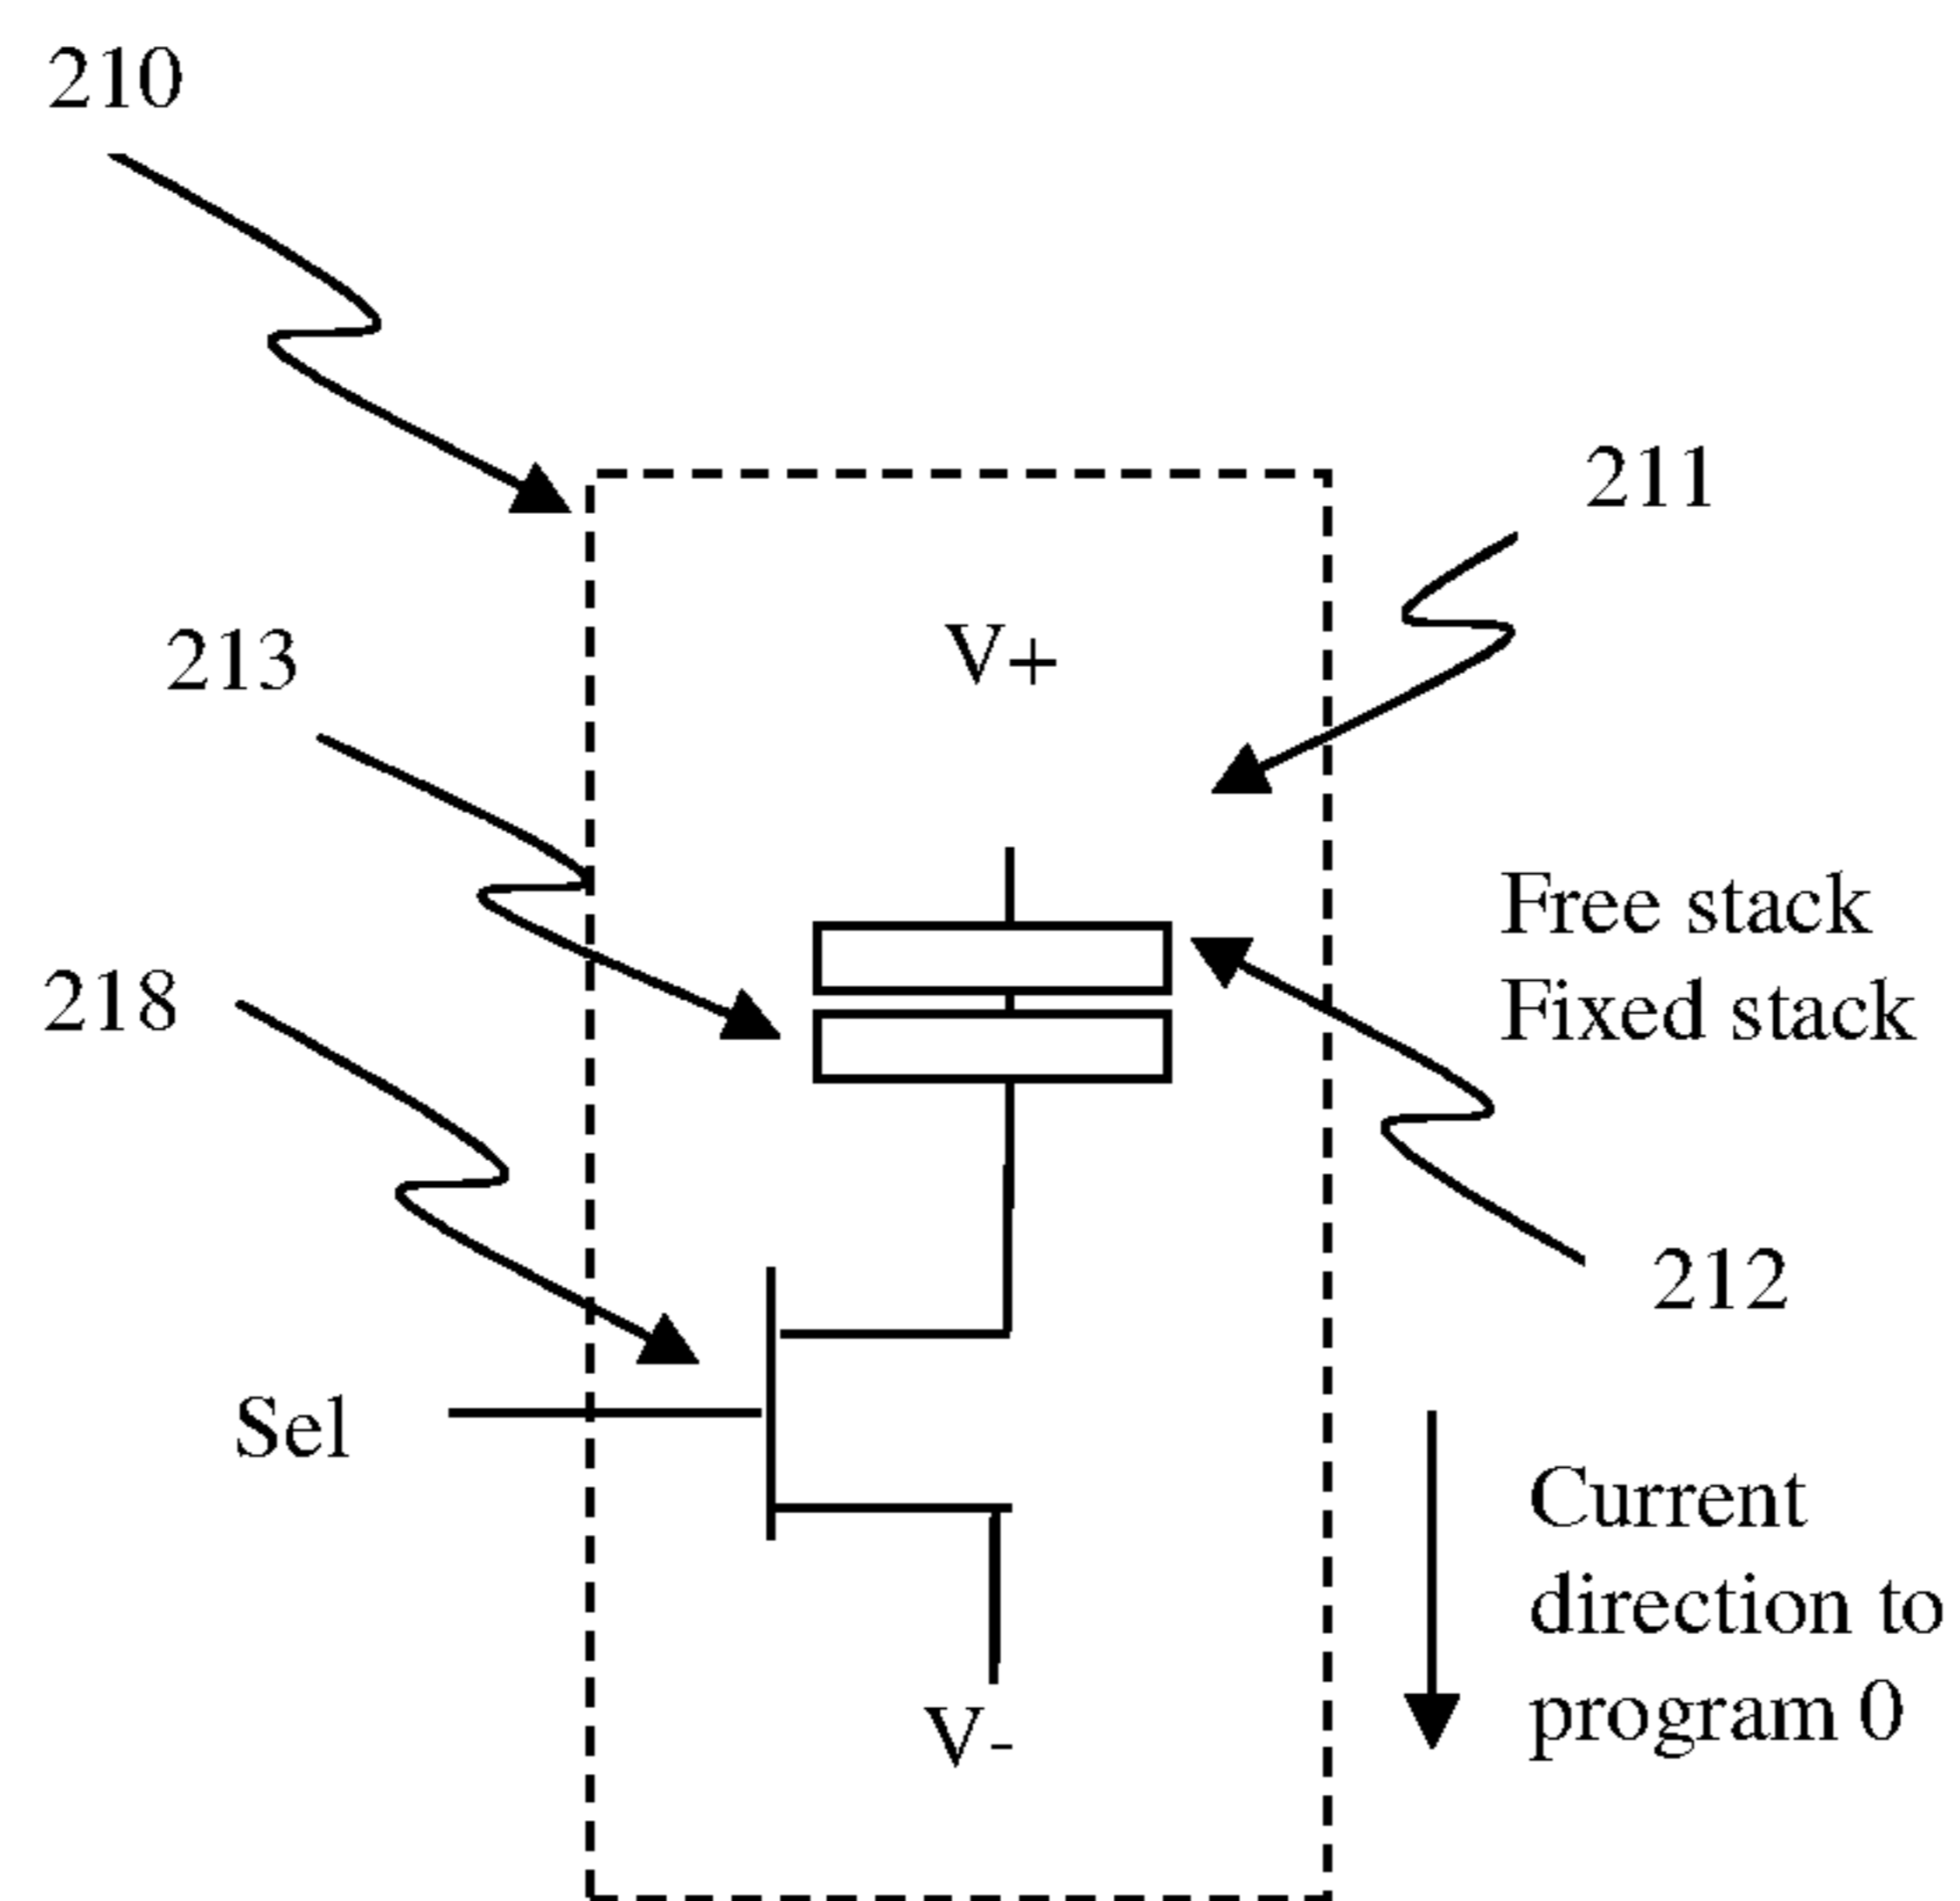 210
211
V+
213
Free stack
Fixed stack
218
212
Sel
Current
direction to
program 0
V-